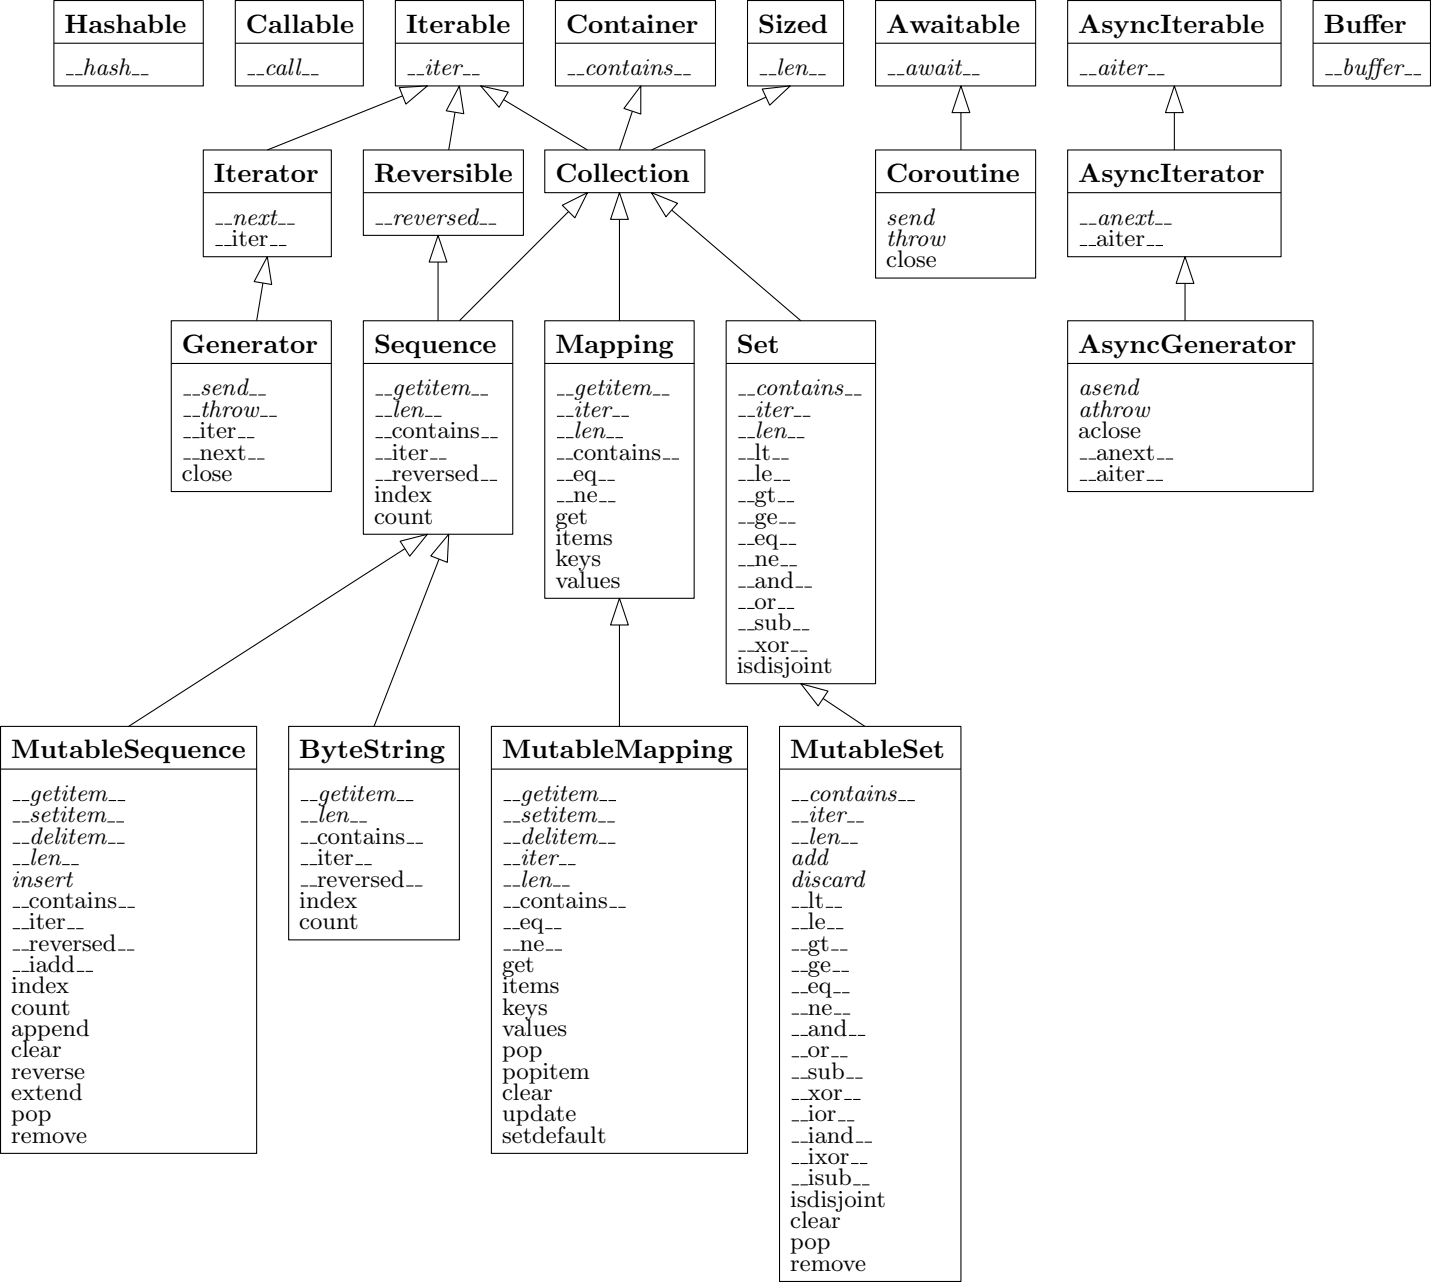 Hashable
__hash__
Callable
__call__
Iterable
__iter__
Container
__contains__
Sized
__len__
Awaitable
__await__
AsyncIterable
__aiter__
Buffer
__buffer__
Iterator
__next__
__iter__
Reversible
__reversed__
Collection
Coroutine
send
throw
close
AsyncIterator
__anext__
__aiter__
Generator
__send__
__throw__
__iter__
__next__
close
Sequence
__getitem__
__len__
__contains__
__iter__
__reversed__
index
count
Mapping
__getitem__
__iter__
__len__
__contains__
__eq__
__ne__
get
items
keys
values
Set
__contains__
__iter__
__len__
__lt__
__le__
__gt__
__ge__
__eq__
__ne__
__and__
__or__
__sub__
__xor__
isdisjoint
AsyncGenerator
asend
athrow
aclose
__anext__
__aiter__
MutableSequence
__getitem__
__setitem__
__delitem__
__len__
insert
__contains__
__iter__
__reversed__
__iadd__
index
count
append
clear
reverse
extend
pop
remove
ByteString
__getitem__
__len__
__contains__
__iter__
__reversed__
index
count
MutableMapping
__getitem__
__setitem__
__delitem__
__iter__
__len__
__contains__
__eq__
__ne__
get
items
keys
values
pop
popitem
clear
update
setdefault
MutableSet
__contains__
__iter__
__len__
add
discard
__lt__
__le__
__gt__
__ge__
__eq__
__ne__
__and__
__or__
__sub__
__xor__
__ior__
__iand__
__ixor__
__isub__
isdisjoint
clear
pop
remove